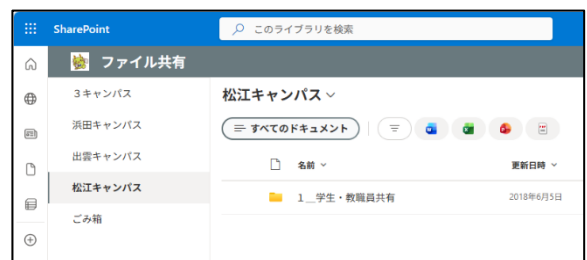 SharePoint
このライブラリを検索
ファイル共有
3キャンパス
浜田キャンパス
出雲キャンパス
松江キャンパス
ごみ箱
松江キャンパス
すべてのドキュメント
名前
更新日時
1＿学生・教職員共有
2018年6月5日